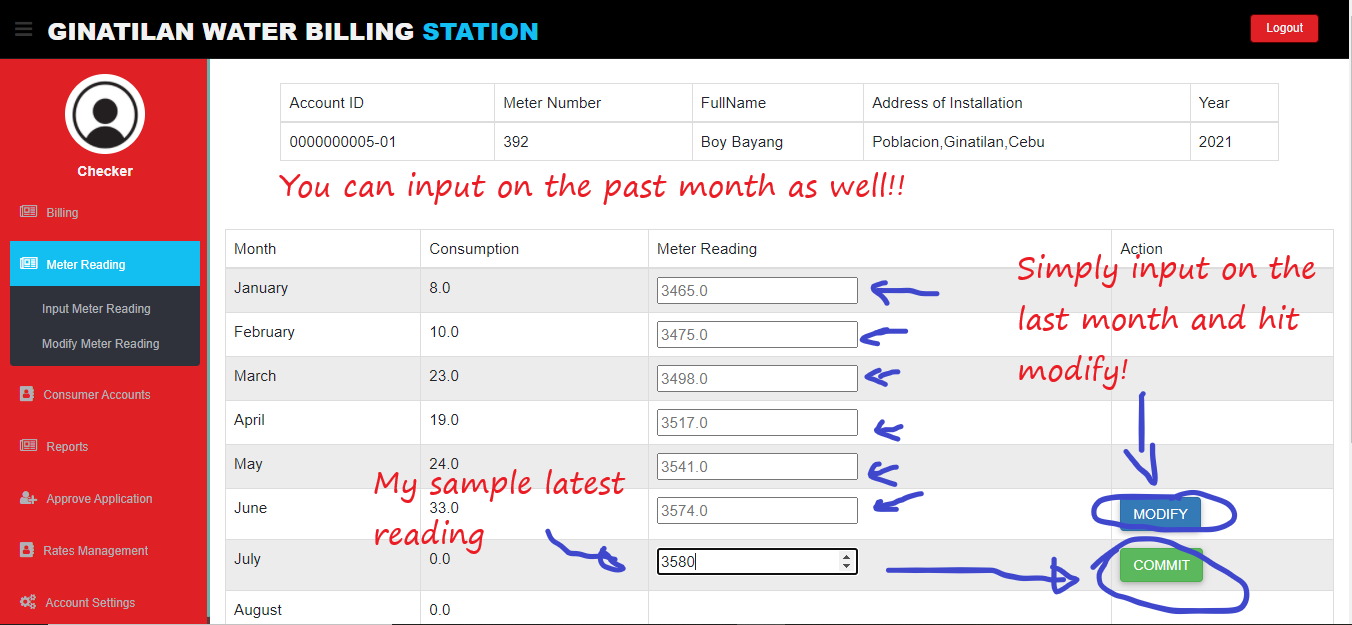 GINATILAN WATER BILLING STATION
Logout
Checker
Billing
Meter Reading
Input Meter Reading
Modify Meter Reading
Consumer Accounts
Reports
Approve Application
Rates Management
Account Settings
Account ID Meter Number FullName Address of Installation Year
0000000005-01 392 Boy Bayang Poblacion,Ginatilan,Cebu 2021
You can input on the past month as well!!
Month Consumption Meter Reading Action
January 8.0 3465.0
February 10.0 3475.0
March 23.0 3498.0
April 19.0 3517.0
May 24.0 3541.0
June 33.0 3574.0 MODIFY
July 0.0 3580 COMMIT
August 0.0
Simply input on the
last month and hit
modify!
My sample latest
reading